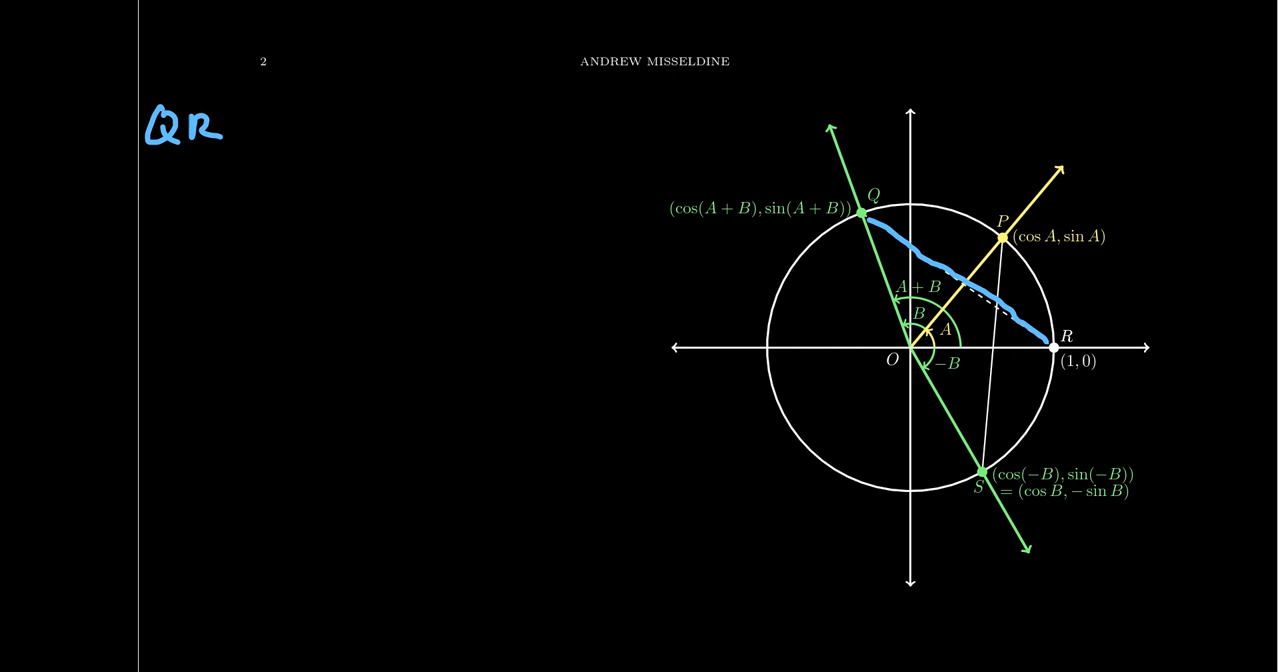 2 ANDREW MISSELDINE
QR
Q
(cos(A + B), sin(A + B))
P
(cos A, sin A)
A + B
B
A
R
O
−B
(1, 0)
(cos(−B), sin(−B))
S = (cos B, − sin B)